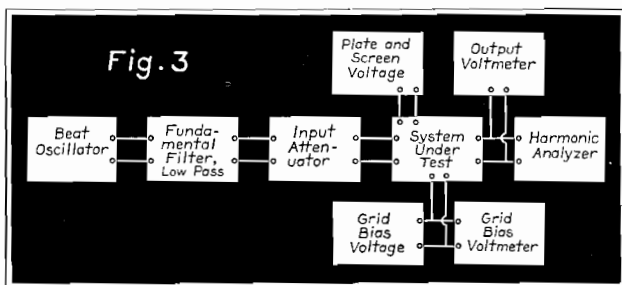 Fig. 3
Plate and
Screen
Voltage
Output
Voltmeter
Beat
Oscillator
Funda-
mental
Filter,
Low Pass
Input
Atten-
uator
System
Under
Test
Harmonic
Analyzer
Grid
Bias
Voltage
Grid
Bias
Voltmeter